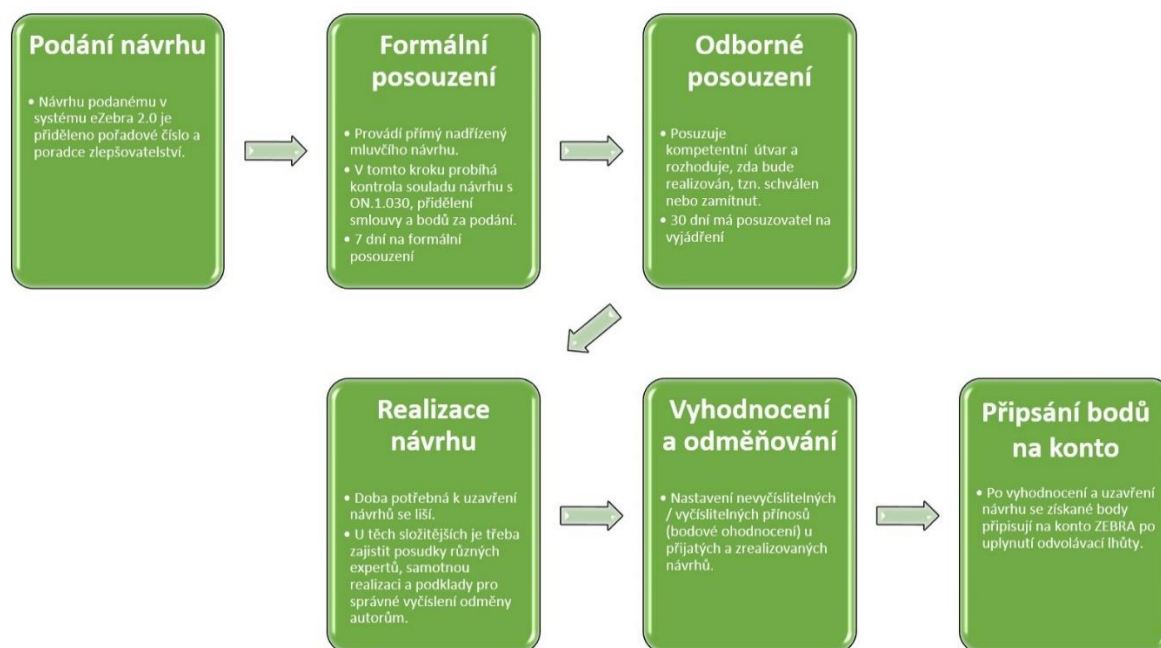 Podání návrhu
• Návrhu podanému v
systému eZebra 2.0 je
přiděleno pořadové číslo a
poradce zlepšovatelství.
Formální
posouzení
• Provádí přímý nadřízený
mluvčího návrhu.
• V tomto kroku probíhá
kontrola souladu návrhu s
ON.1.030, přidělení
smlouvy a bodů za podání.
• 7 dní na formální
posouzení
Odborné
posouzení
• Posuzuje
kompetentní útvar a
rozhoduje, zda bude
realizován, tzn. schválen
nebo zamítnut.
• 30 dní má posuzovatel na
vyjádření
Realizace
návrhu
• Doba potřebná k uzavření
návrhů se liší.
• U těch složitějších je třeba
zajistit posudky různých
expertů, samotnou
realizaci a podklady pro
správné vyčíslení odměny
autorům.
Vyhodnocení
a odměňování
• Nastavení nevyčíslitelných
/ vyčíslitelných přínosů
(bodové ohodnocení) u
přijatých a zrealizovaných
návrhů.
Připsání bodů
na konto
• Po vyhodnocení a uzavření
návrhu se získané body
připisují na konto ZEBRA po
uplynutí odvolávací lhůty.